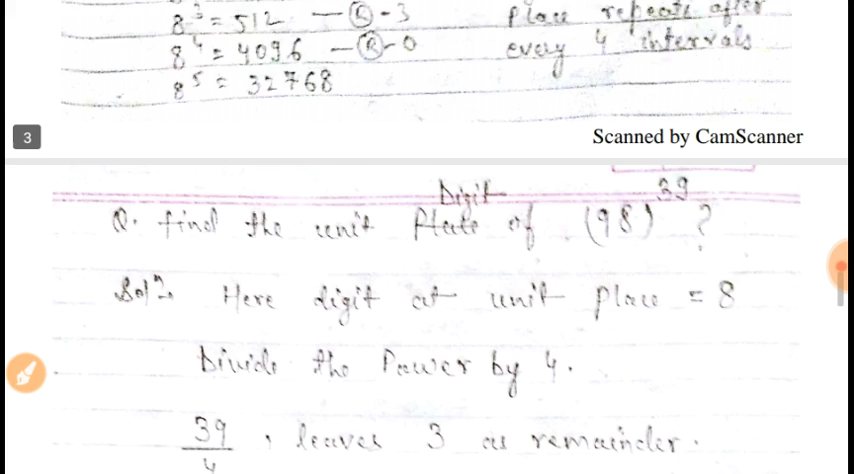 8³ = 512 — Ⓡ - 3 place repeats after
8⁴ = 4096 — Ⓡ - 0 every 4 intervals
8⁵ = 32768
3
Scanned by CamScanner
Q. find the unit Digit of (98)³⁹ ?
Solⁿ. Here digit at unit place = 8
Divide the Power by 4.
39/4, leaves 3 as remainder.